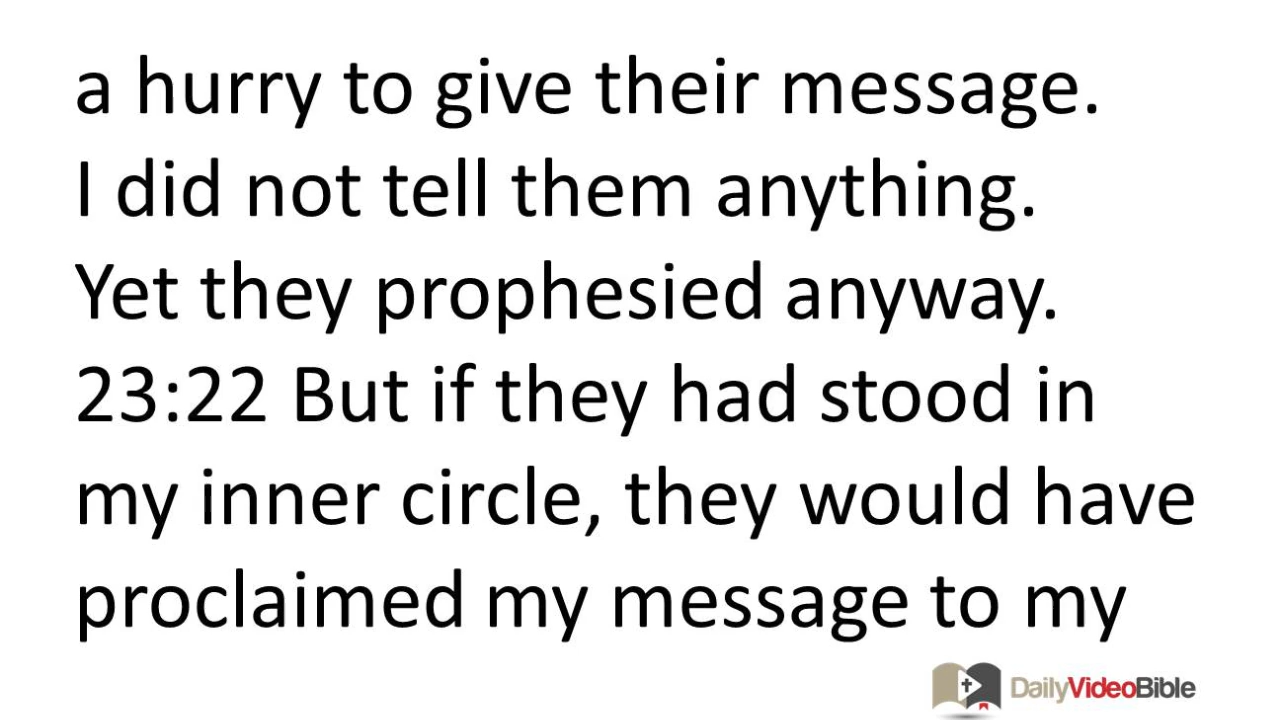 a hurry to give their message.
I did not tell them anything.
Yet they prophesied anyway.
23:22 But if they had stood in
my inner circle, they would have
proclaimed my message to my
DailyVideoBible